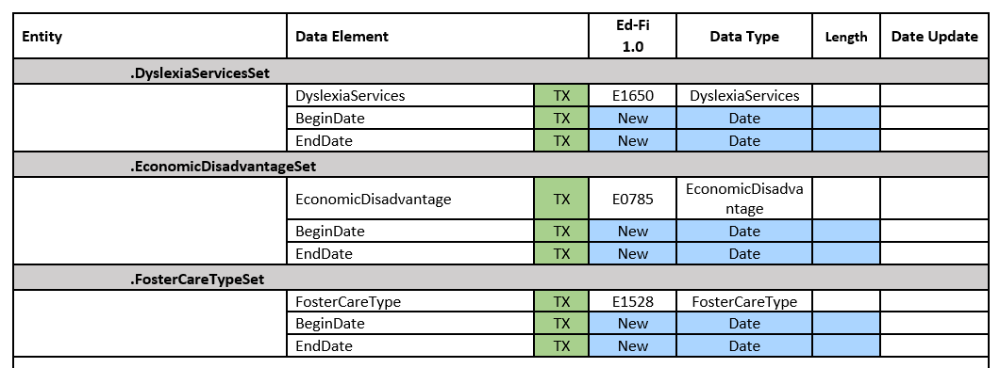 Entity Data Element Ed-Fi 1.0 Data Type Length Date Update
.DyslexiaServicesSet
DyslexiaServices TX E1650 DyslexiaServices
BeginDate TX New Date
EndDate TX New Date
.EconomicDisadvantageSet
EconomicDisadvantage TX E0785 EconomicDisadva
ntage
BeginDate TX New Date
EndDate TX New Date
.FosterCareTypeSet
FosterCareType TX E1528 FosterCareType
BeginDate TX New Date
EndDate TX New Date